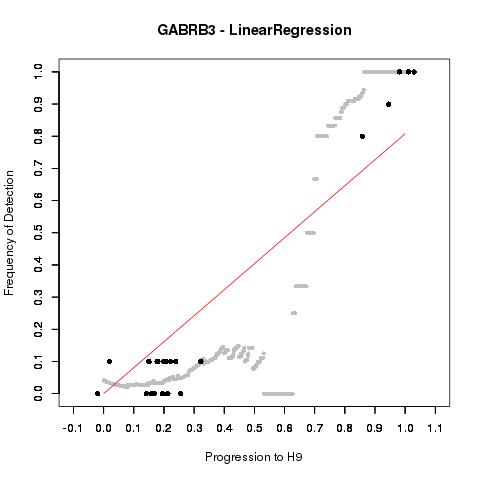 GABRB3 - LinearRegression
Frequency of Detection
1.0
0.9
0.8
0.7
0.6
0.5
0.4
0.3
0.2
0.1
0.0
-0.1 0.0 0.1 0.2 0.3 0.4 0.5 0.6 0.7 0.8 0.9 1.0 1.1
Progression to H9